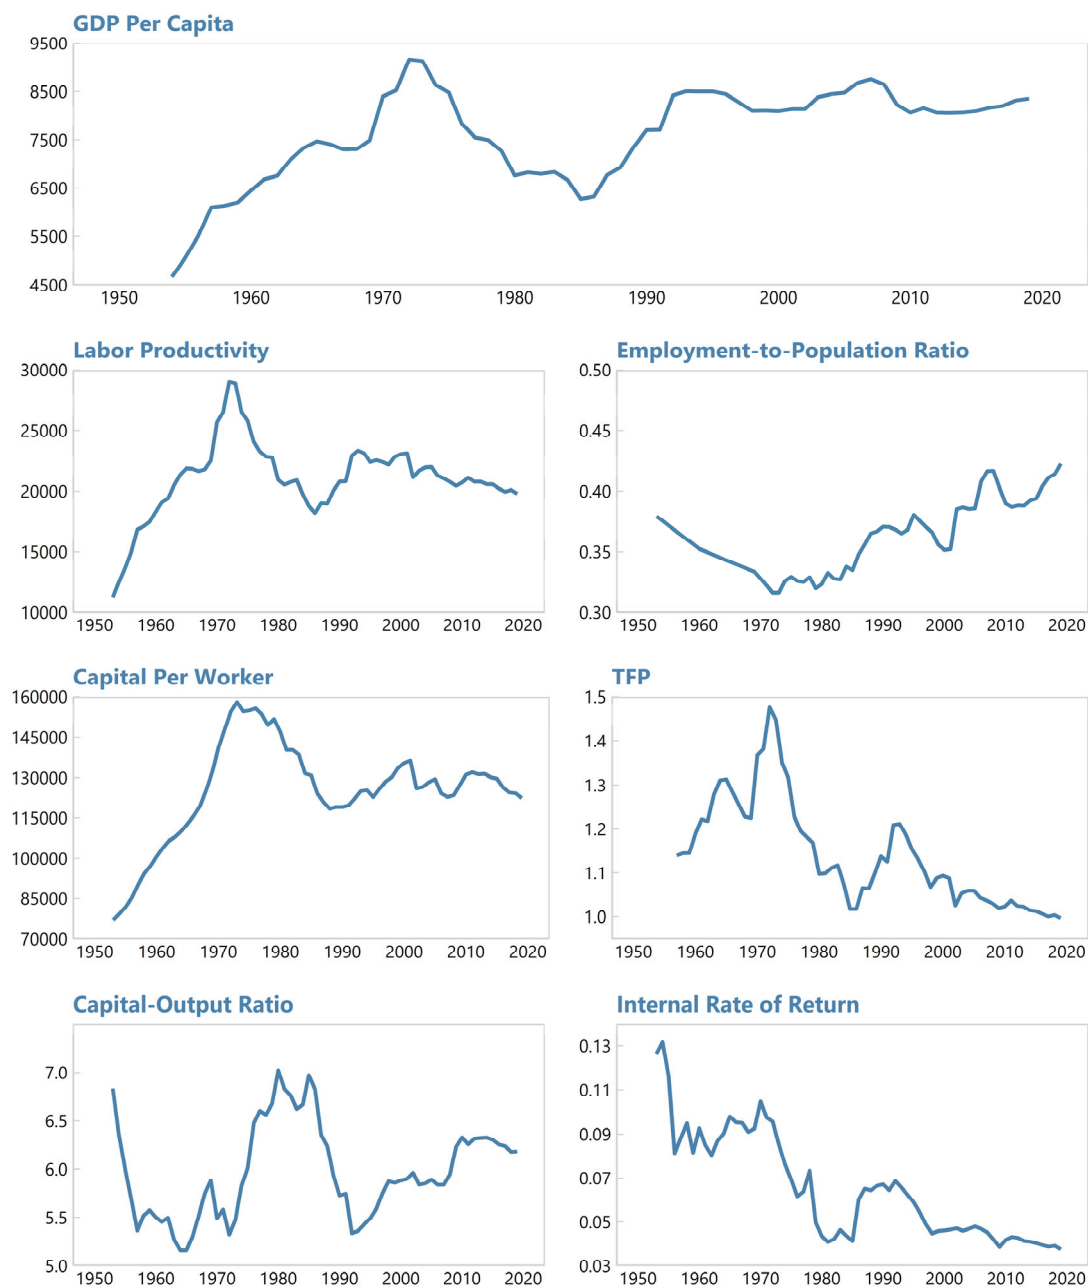 GDP Per Capita
9500
8500
7500
6500
5500
4500
1950 1960 1970 1980 1990 2000 2010 2020
Labor Productivity
30000
25000
20000
15000
10000
1950 1960 1970 1980 1990 2000 2010 2020
Employment-to-Population Ratio
0.50
0.45
0.40
0.35
0.30
1950 1960 1970 1980 1990 2000 2010 2020
Capital Per Worker
160000
145000
130000
115000
100000
85000
70000
1950 1960 1970 1980 1990 2000 2010 2020
TFP
1.5
1.4
1.3
1.2
1.1
1.0
1950 1960 1970 1980 1990 2000 2010 2020
Capital-Output Ratio
7.0
6.5
6.0
5.5
5.0
1950 1960 1970 1980 1990 2000 2010 2020
Internal Rate of Return
0.13
0.11
0.09
0.07
0.05
0.03
1950 1960 1970 1980 1990 2000 2010 2020